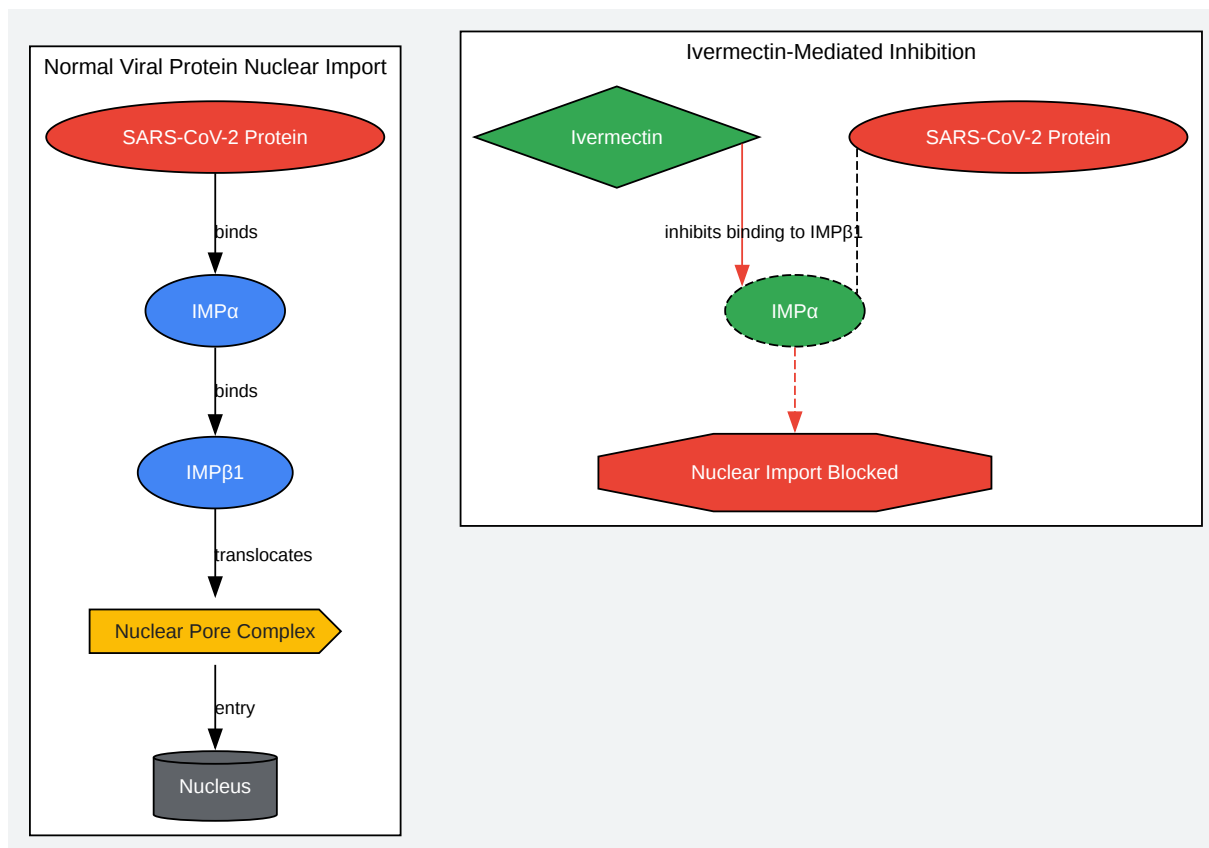 Normal Viral Protein Nuclear Import
SARS-CoV-2 Protein
binds
IMPα
binds
IMPβ1
translocates
Nuclear Pore Complex
entry
Nucleus
Ivermectin-Mediated Inhibition
Ivermectin
SARS-CoV-2 Protein
inhibits binding to IMPβ1
IMPα
Nuclear Import Blocked